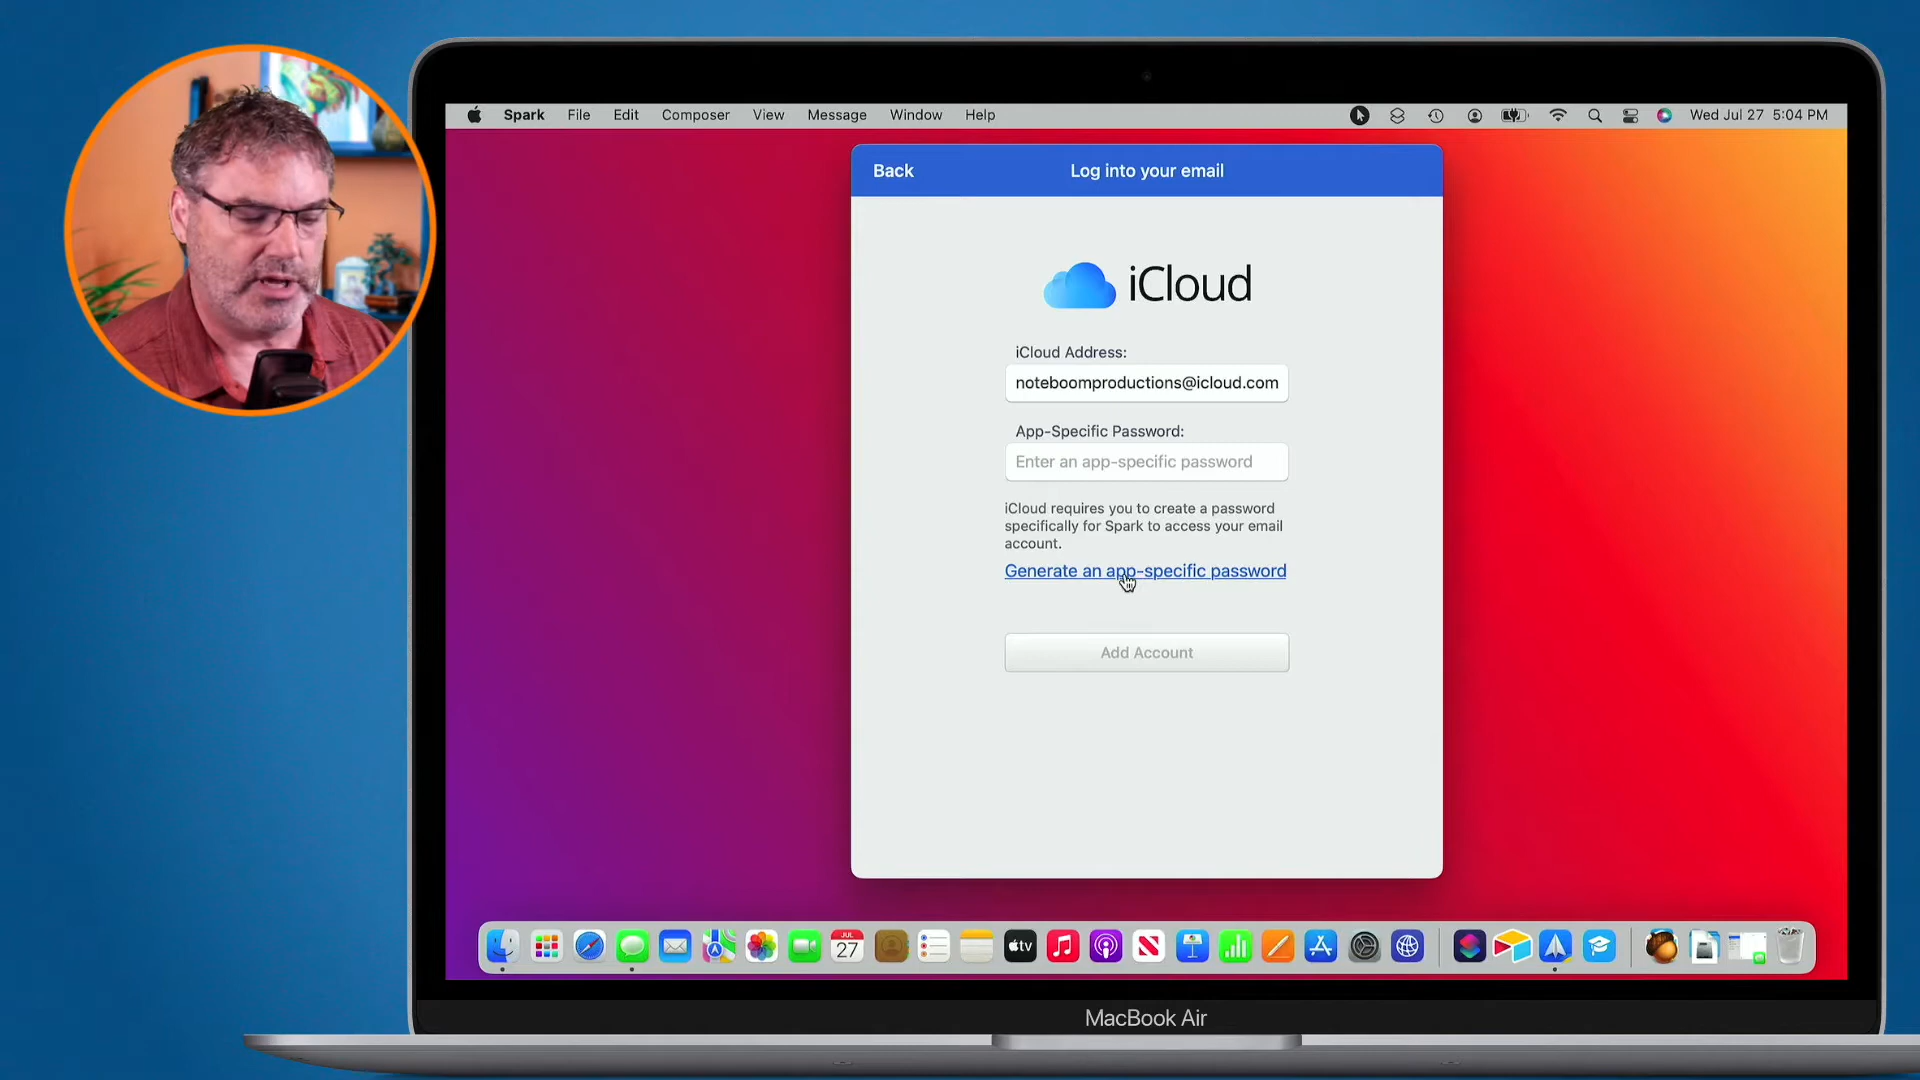 Spark File Edit Composer View Message Window Help Wed Jul 27 5:04 PM
Back Log into your email
iCloud
iCloud Address:
noteboomproductions@icloud.com
App-Specific Password:
Enter an app-specific password
iCloud requires you to create a password
specifically for Spark to access your email
account.
Generate an app-specific password
Add Account
JUL
27
tv
MacBook Air